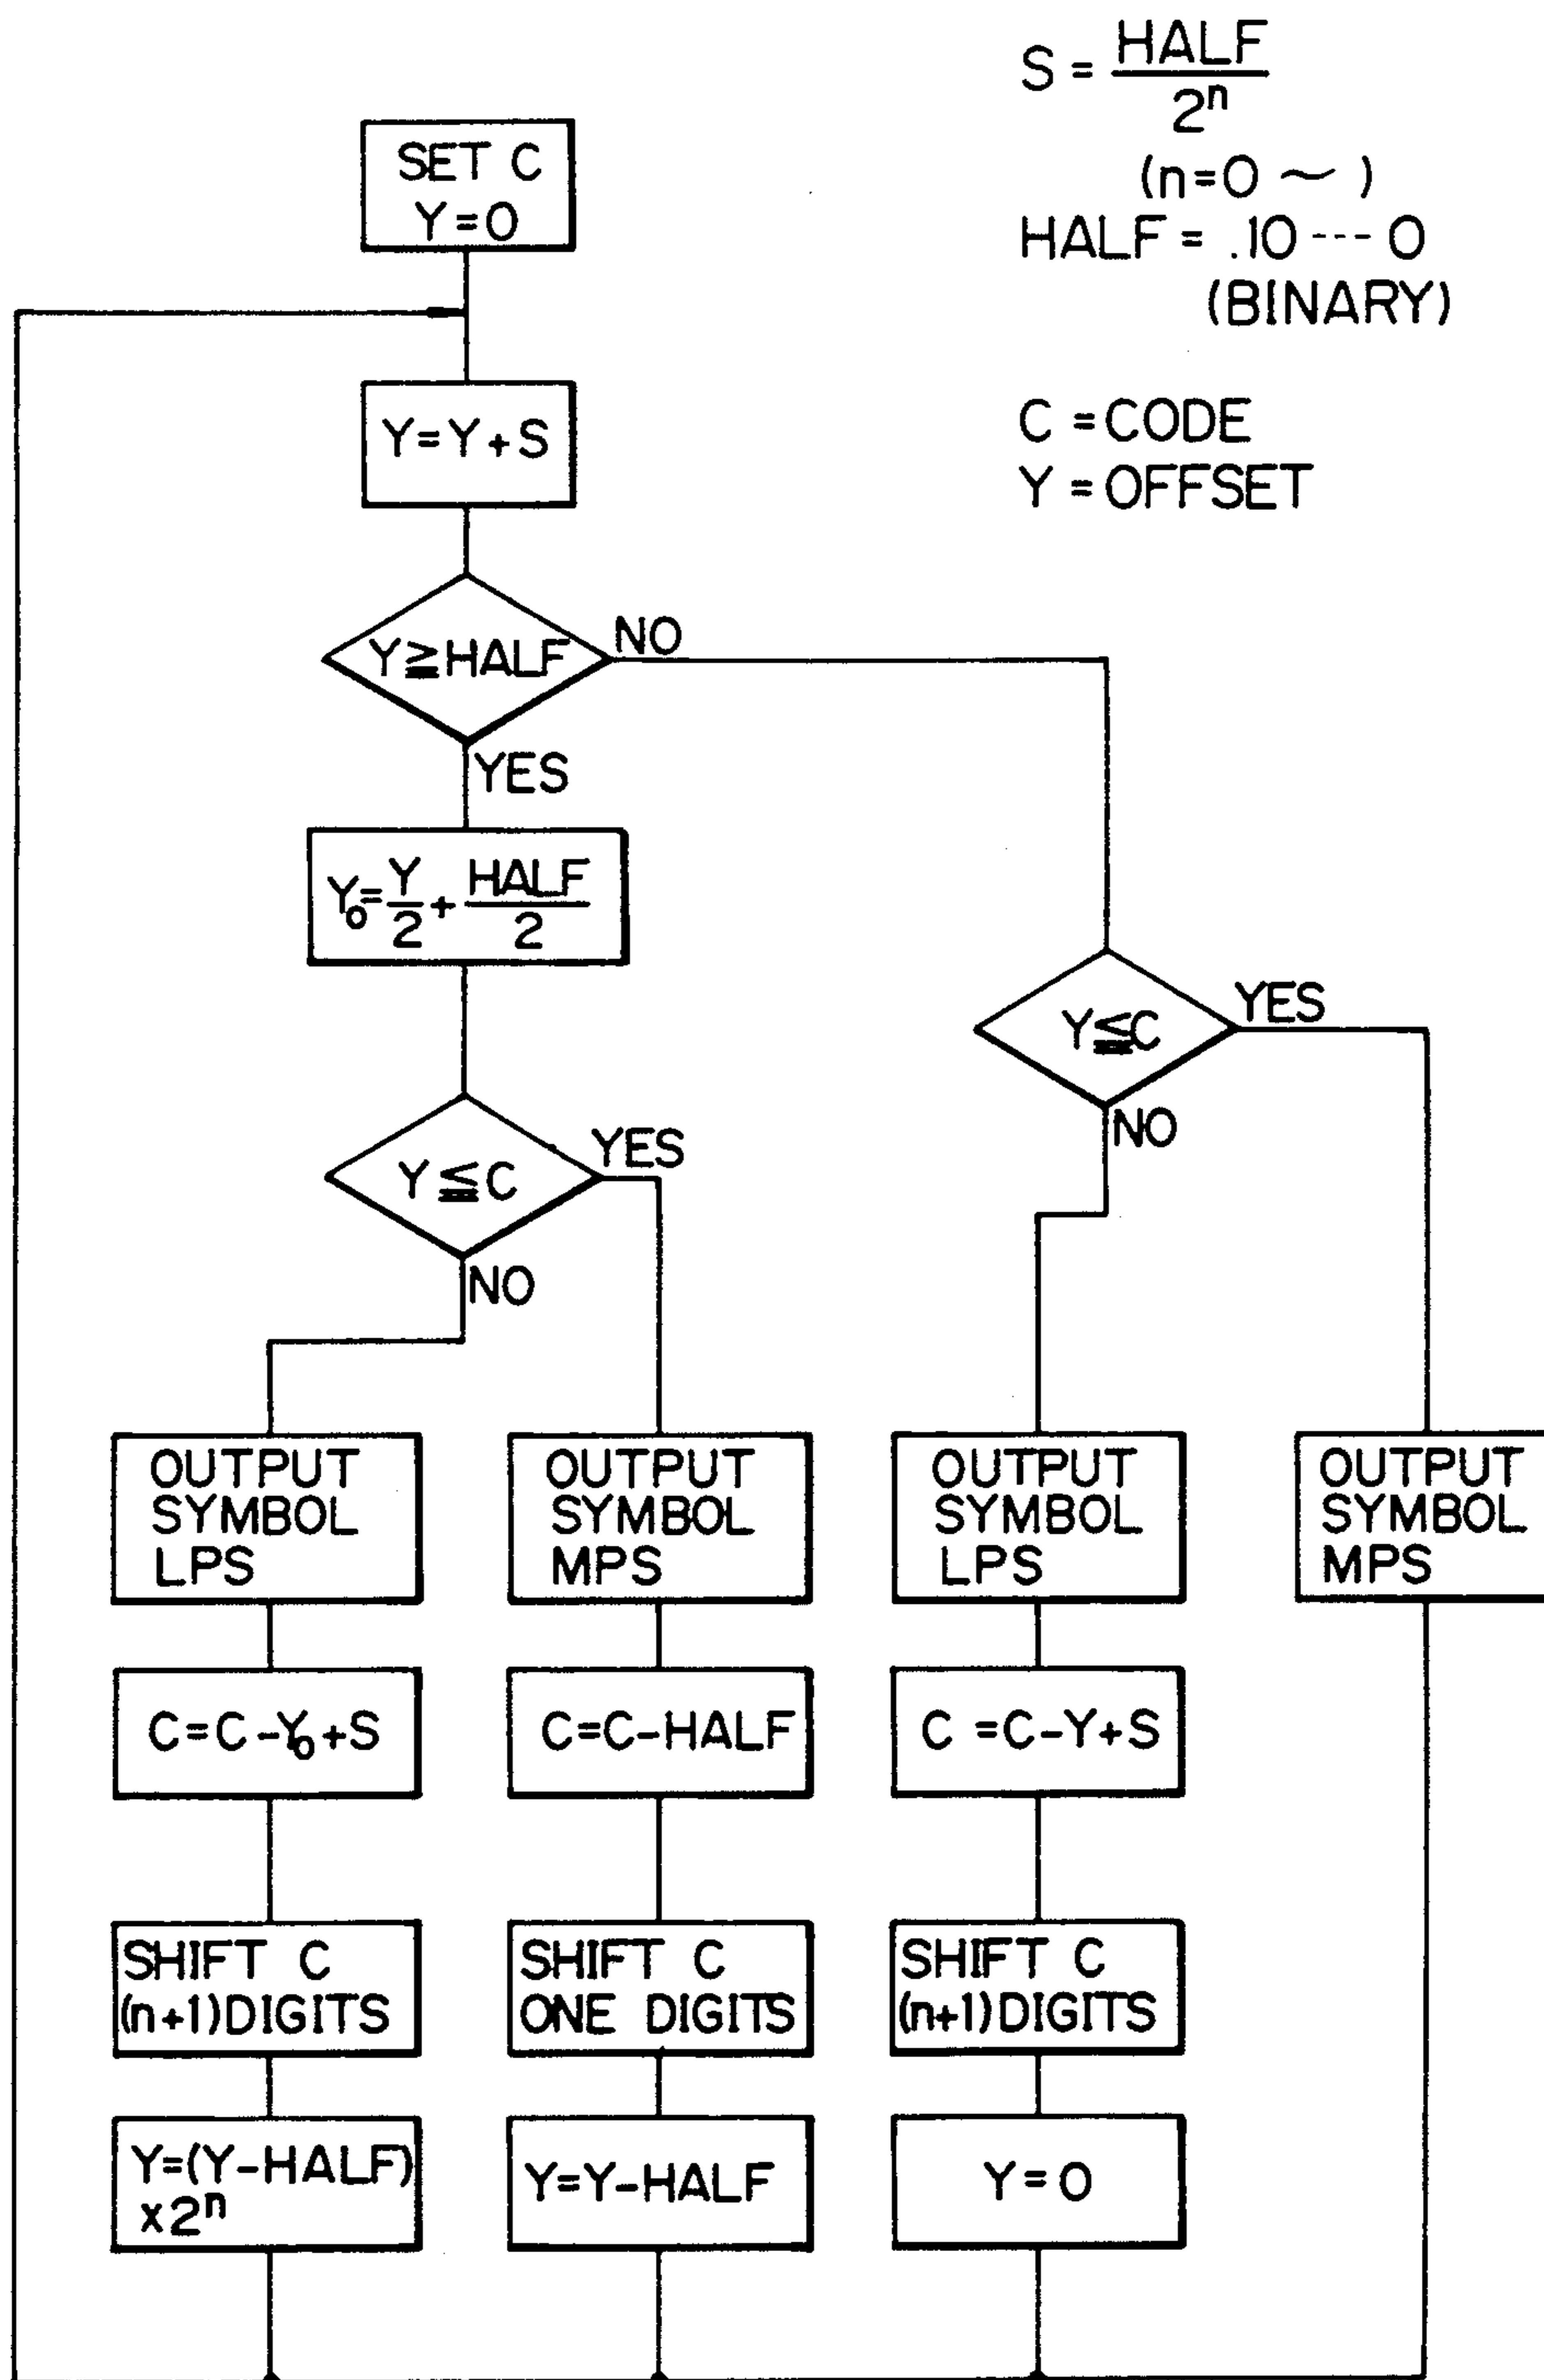 S = HALF / 2^n
(n=0 ~ )
HALF = .10 --- 0
(BINARY)
C = CODE
Y = OFFSET
SET C
Y=0
Y=Y+S
Y≧HALF
NO
YES
Y₀=Y/2+HALF/2
Y≦C
YES
NO
Y≦C
YES
NO
OUTPUT
SYMBOL
LPS
OUTPUT
SYMBOL
MPS
OUTPUT
SYMBOL
LPS
OUTPUT
SYMBOL
MPS
C=C-Y₀+S
C=C-HALF
C =C-Y+S
SHIFT C
(n+1)DIGITS
SHIFT C
ONE DIGITS
SHIFT C
(n+1)DIGITS
Y=(Y-HALF)
x2^n
Y=Y-HALF
Y=0